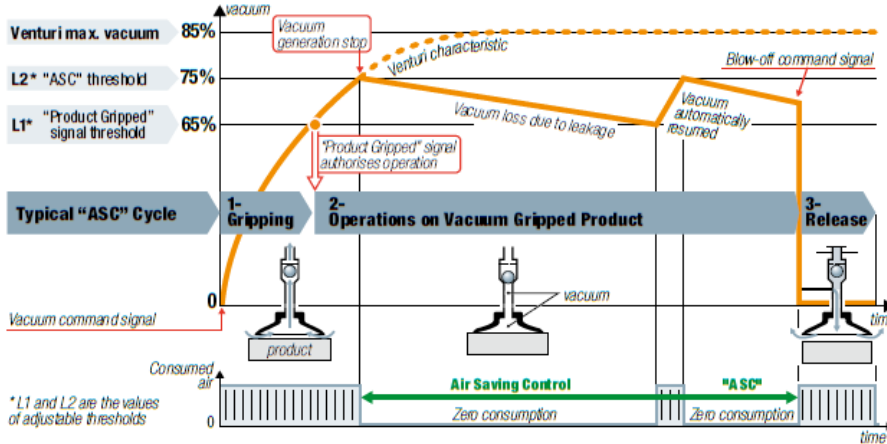 vacuum
Venturi max. vacuum
85%
Vacuum
generation stop
Venturi characteristic
L2* "ASC" threshold
75%
Blow-off command signal
L1*
"Product Gripped"
signal threshold
65%
Vacuum loss due to leakage
Vacuum
automatically
resumed
"Product Gripped" signal
authorises operation
Typical "ASC" Cycle
1-
Gripping
2-
Operations on Vacuum Gripped Product
3-
Release
0
vacuum
time
Vacuum command signal
product
Consumed
air
Air Saving Control
"ASC"
* L1 and L2 are the values
of adjustable thresholds
0
Zero consumption
Zero consumption
time